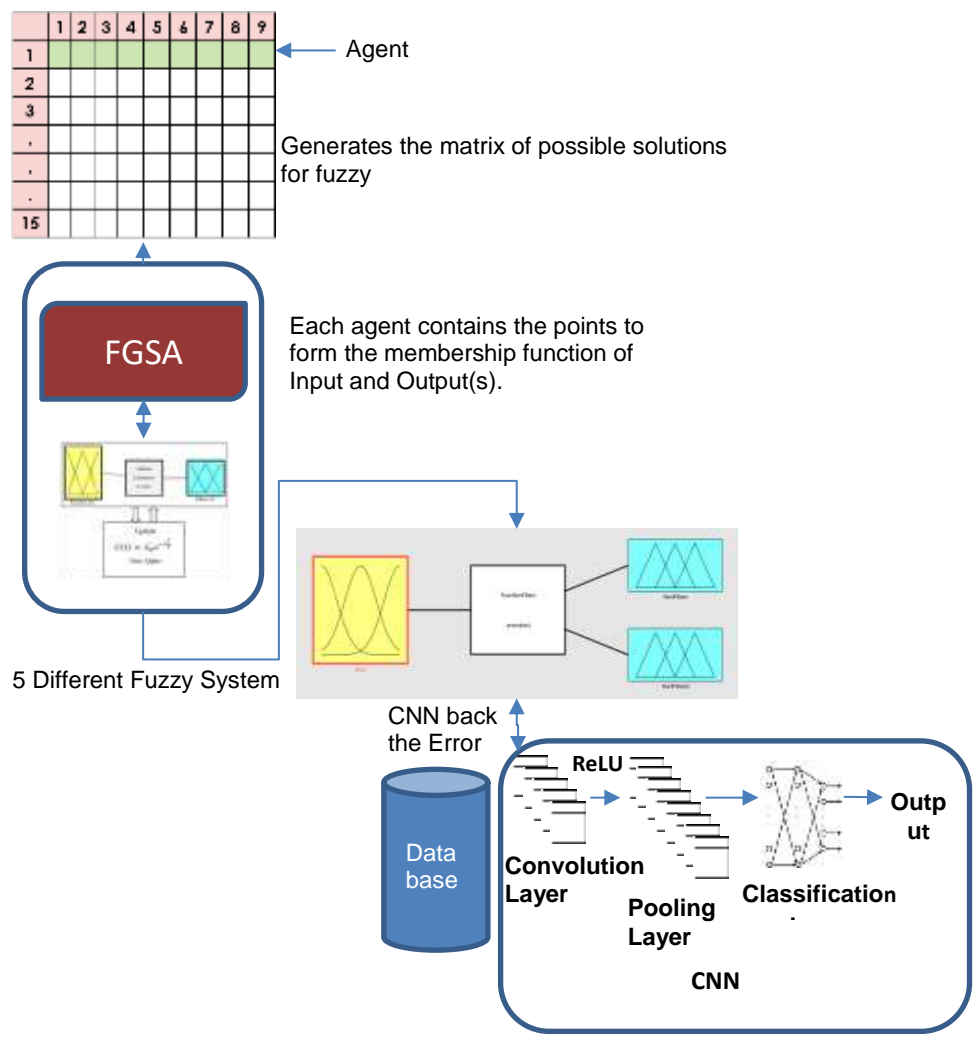 1 2 3 4 5 6 7 8 9
1
2
3
,
,
.
15
Agent
Generates the matrix of possible solutions
for fuzzy
FGSA
Each agent contains the points to
form the membership function of
Input and Output(s).
5 Different Fuzzy System
CNN back
the Error
Data
base
ReLU
Convolution
Layer
Pooling
Layer
Classification
Outp
ut
CNN